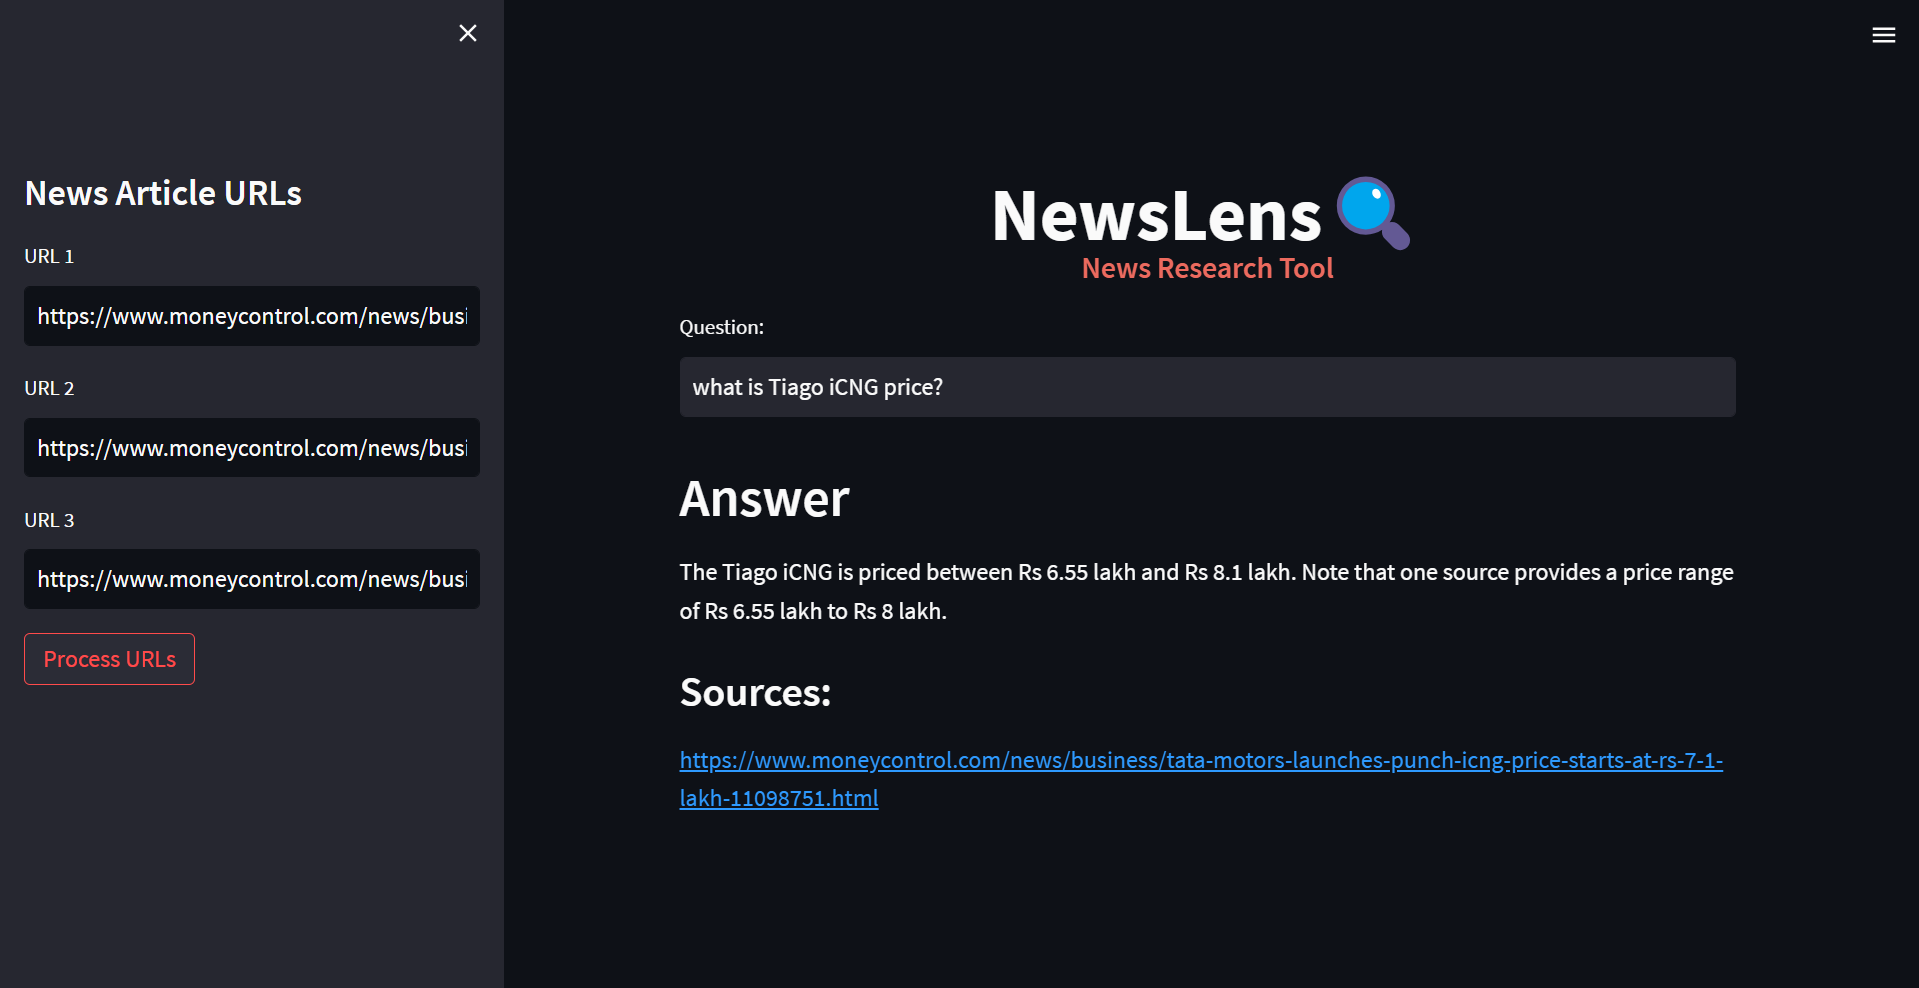 News Article URLs
URL 1
https://www.moneycontrol.com/news/busi
URL 2
https://www.moneycontrol.com/news/busi
URL 3
https://www.moneycontrol.com/news/busi
Process URLs
NewsLens
News Research Tool
Question:
what is Tiago iCNG price?
Answer
The Tiago iCNG is priced between Rs 6.55 lakh and Rs 8.1 lakh. Note that one source provides a price range
of Rs 6.55 lakh to Rs 8 lakh.
Sources:
https://www.moneycontrol.com/news/business/tata-motors-launches-punch-icng-price-starts-at-rs-7-1-
lakh-11098751.html